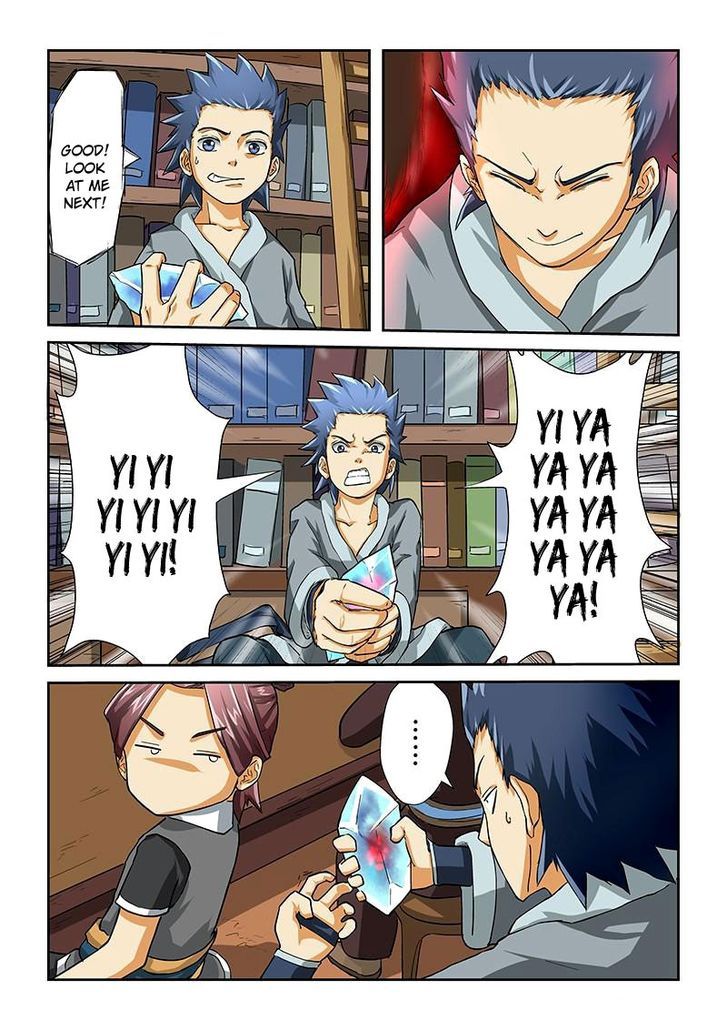 GOOD!
LOOK
AT ME
NEXT!
YI YI
YI YI YI
YI YI!
YI YA
YA YA
YA YA
YA YA
YA!
......